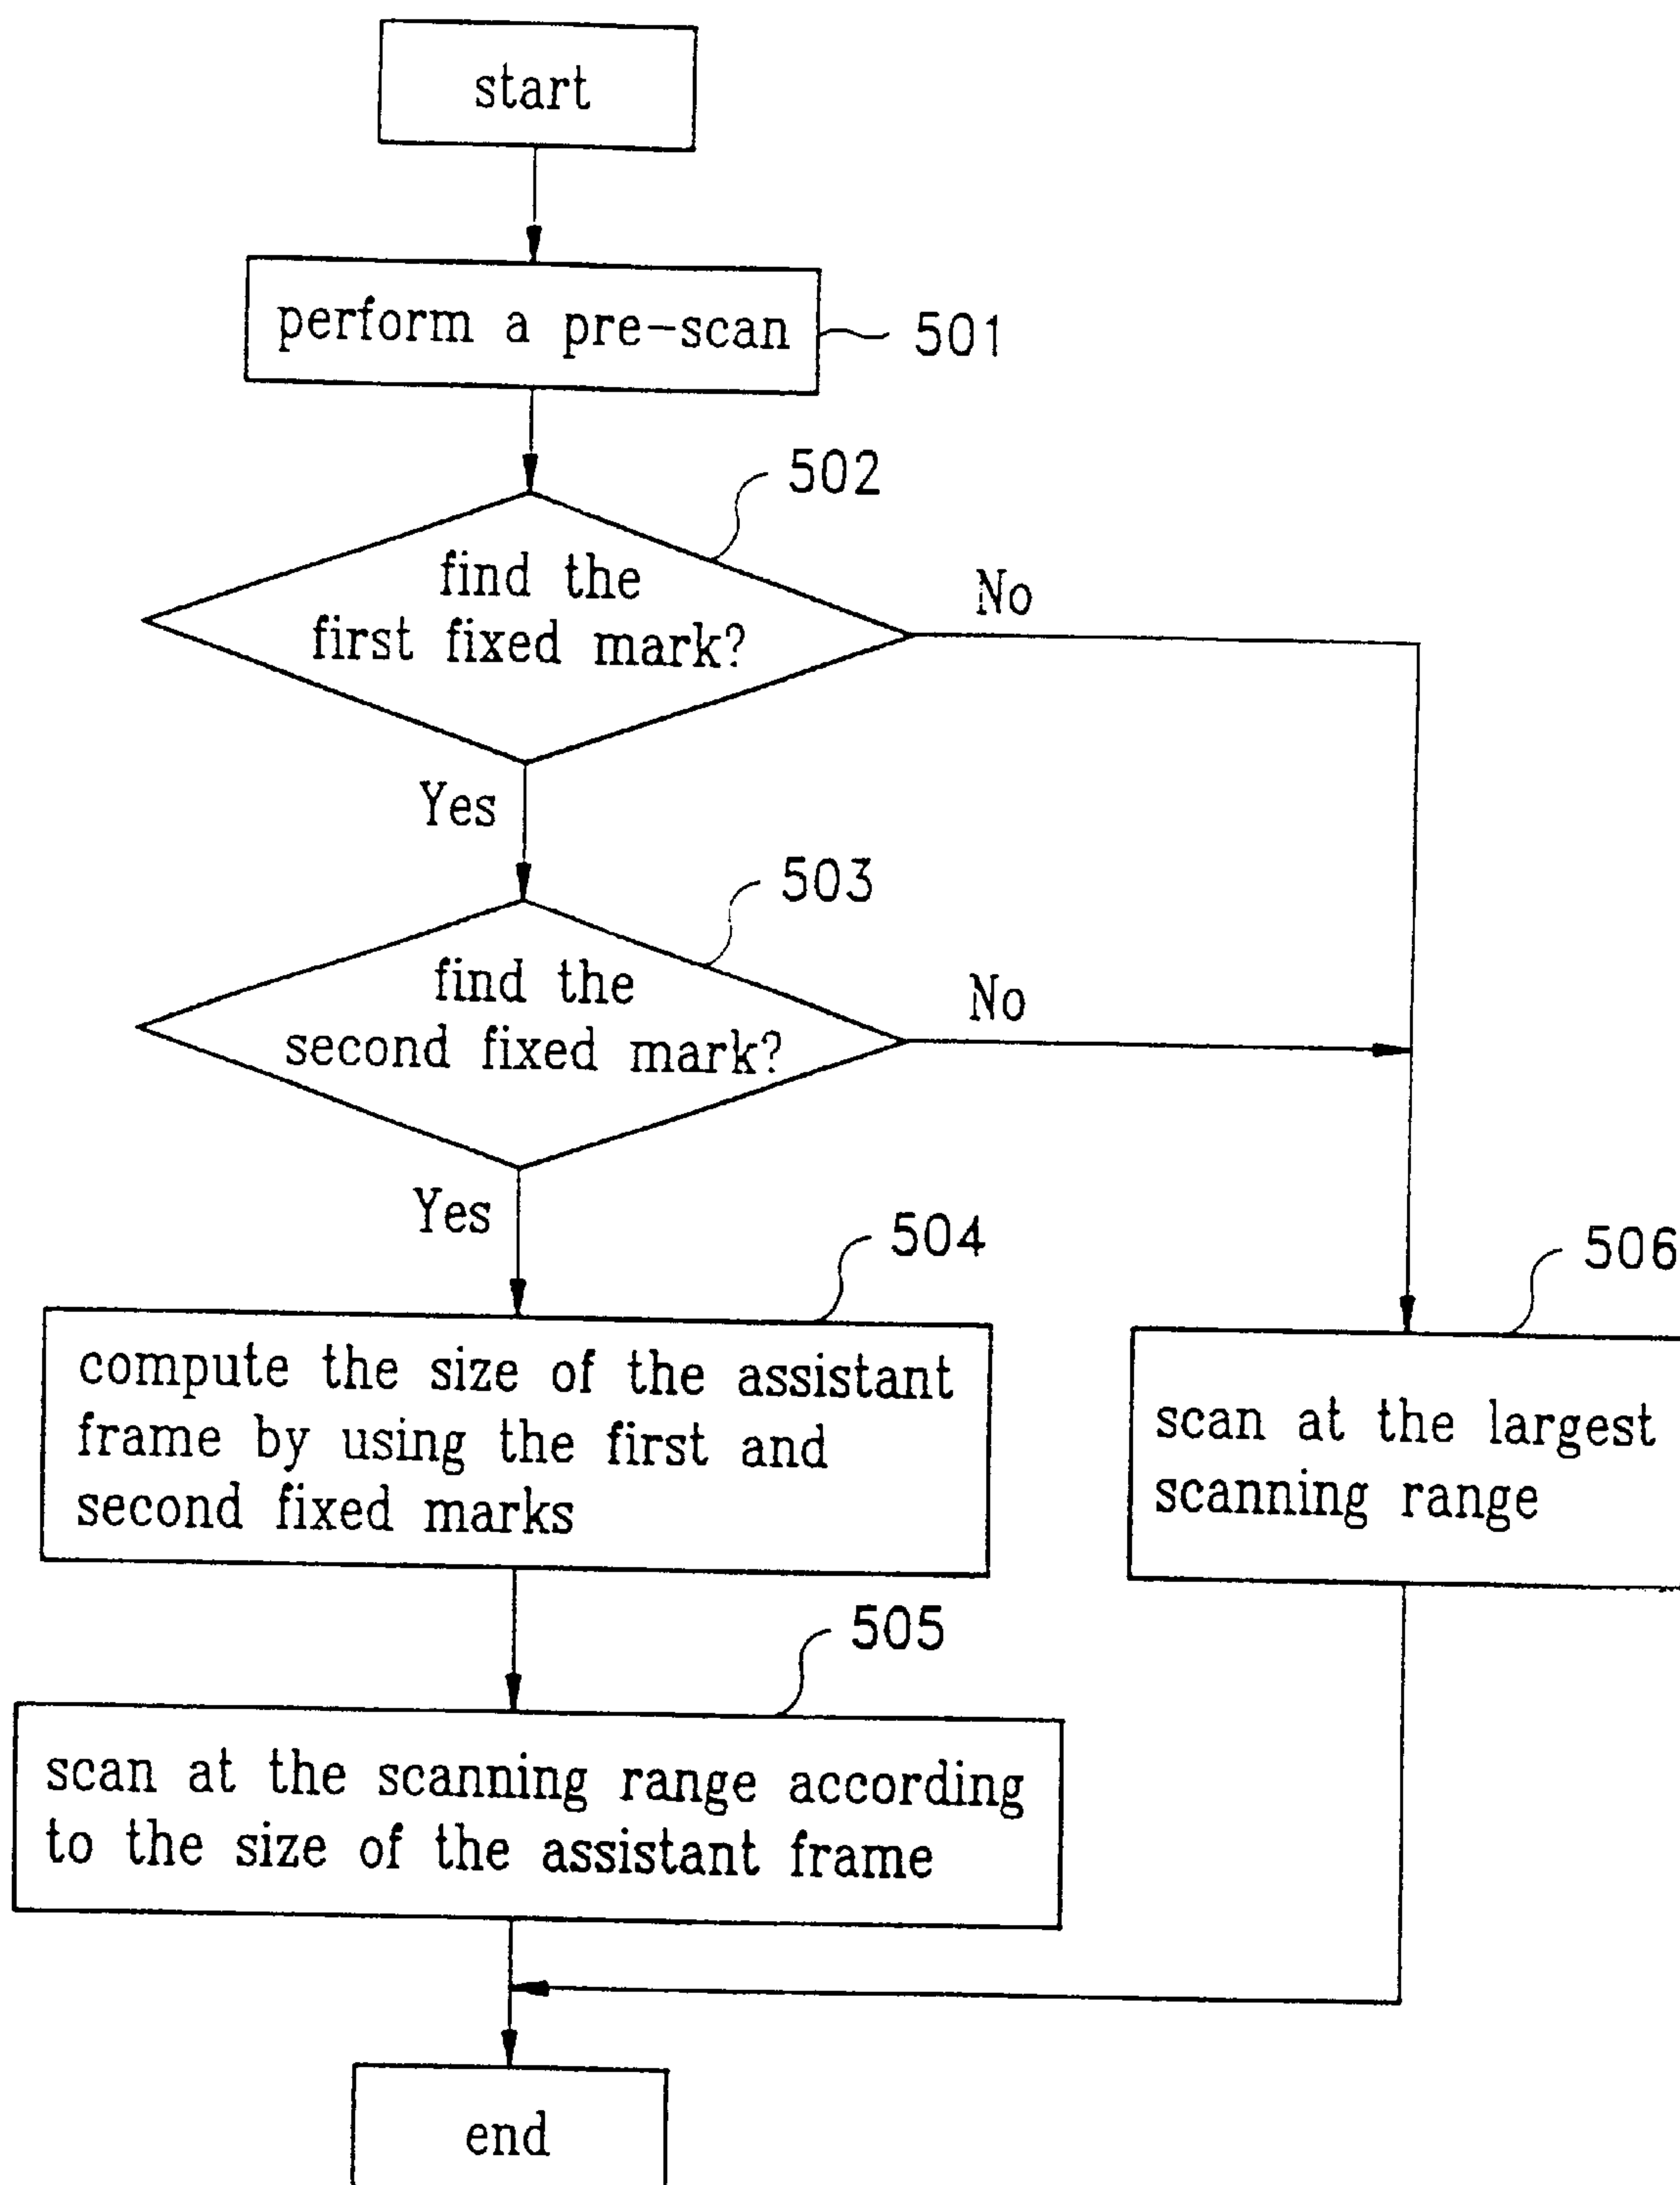 start
perform a pre-scan
501
502
find the
first fixed mark?
No
Yes
503
find the
second fixed mark?
No
Yes
504
compute the size of the assistant
frame by using the first and
second fixed marks
506
scan at the largest
scanning range
505
scan at the scanning range according
to the size of the assistant frame
end